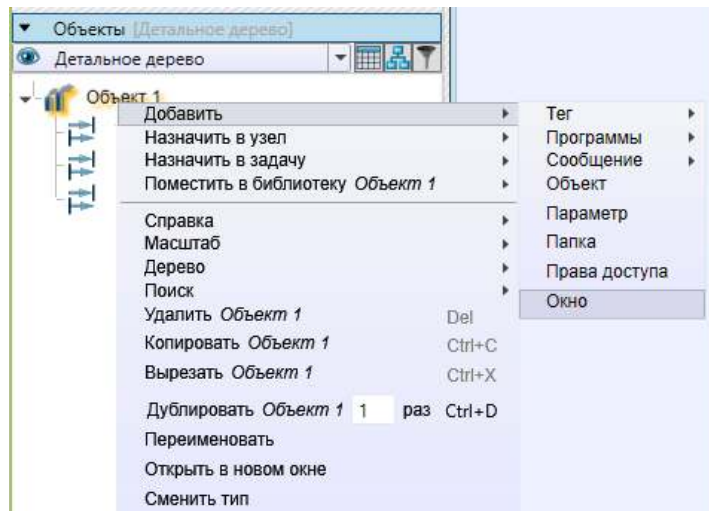 Объекты [Детальное дерево]
Детальное дерево
Объект 1
Добавить
Назначить в узел
Назначить в задачу
Поместить в библиотеку Объект 1
Справка
Масштаб
Дерево
Поиск
Удалить Объект 1 Del
Копировать Объект 1 Ctrl+C
Вырезать Объект 1 Ctrl+X
Дублировать Объект 1 1 раз Ctrl+D
Переименовать
Открыть в новом окне
Сменить тип
Тег
Программы
Сообщение
Объект
Параметр
Папка
Права доступа
Окно